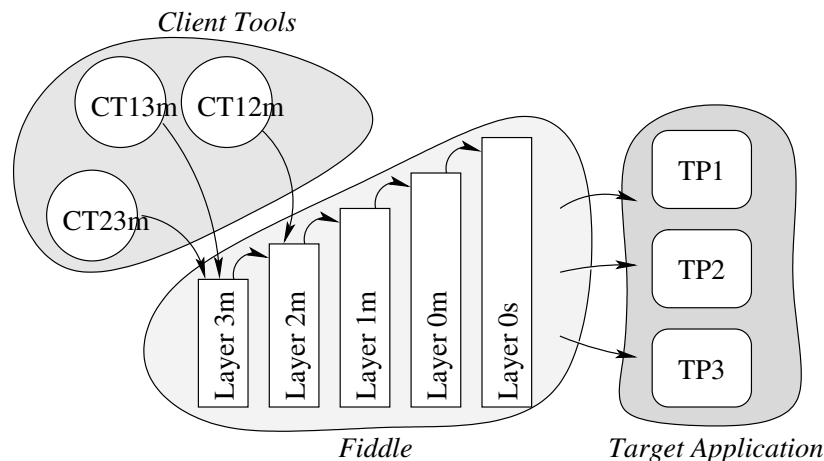 Client Tools
CT13m
CT12m
CT23m
TP1
TP2
TP3
Layer 3m
Layer 2m
Layer 1m
Layer 0m
Layer 0s
Fiddle
Target Application